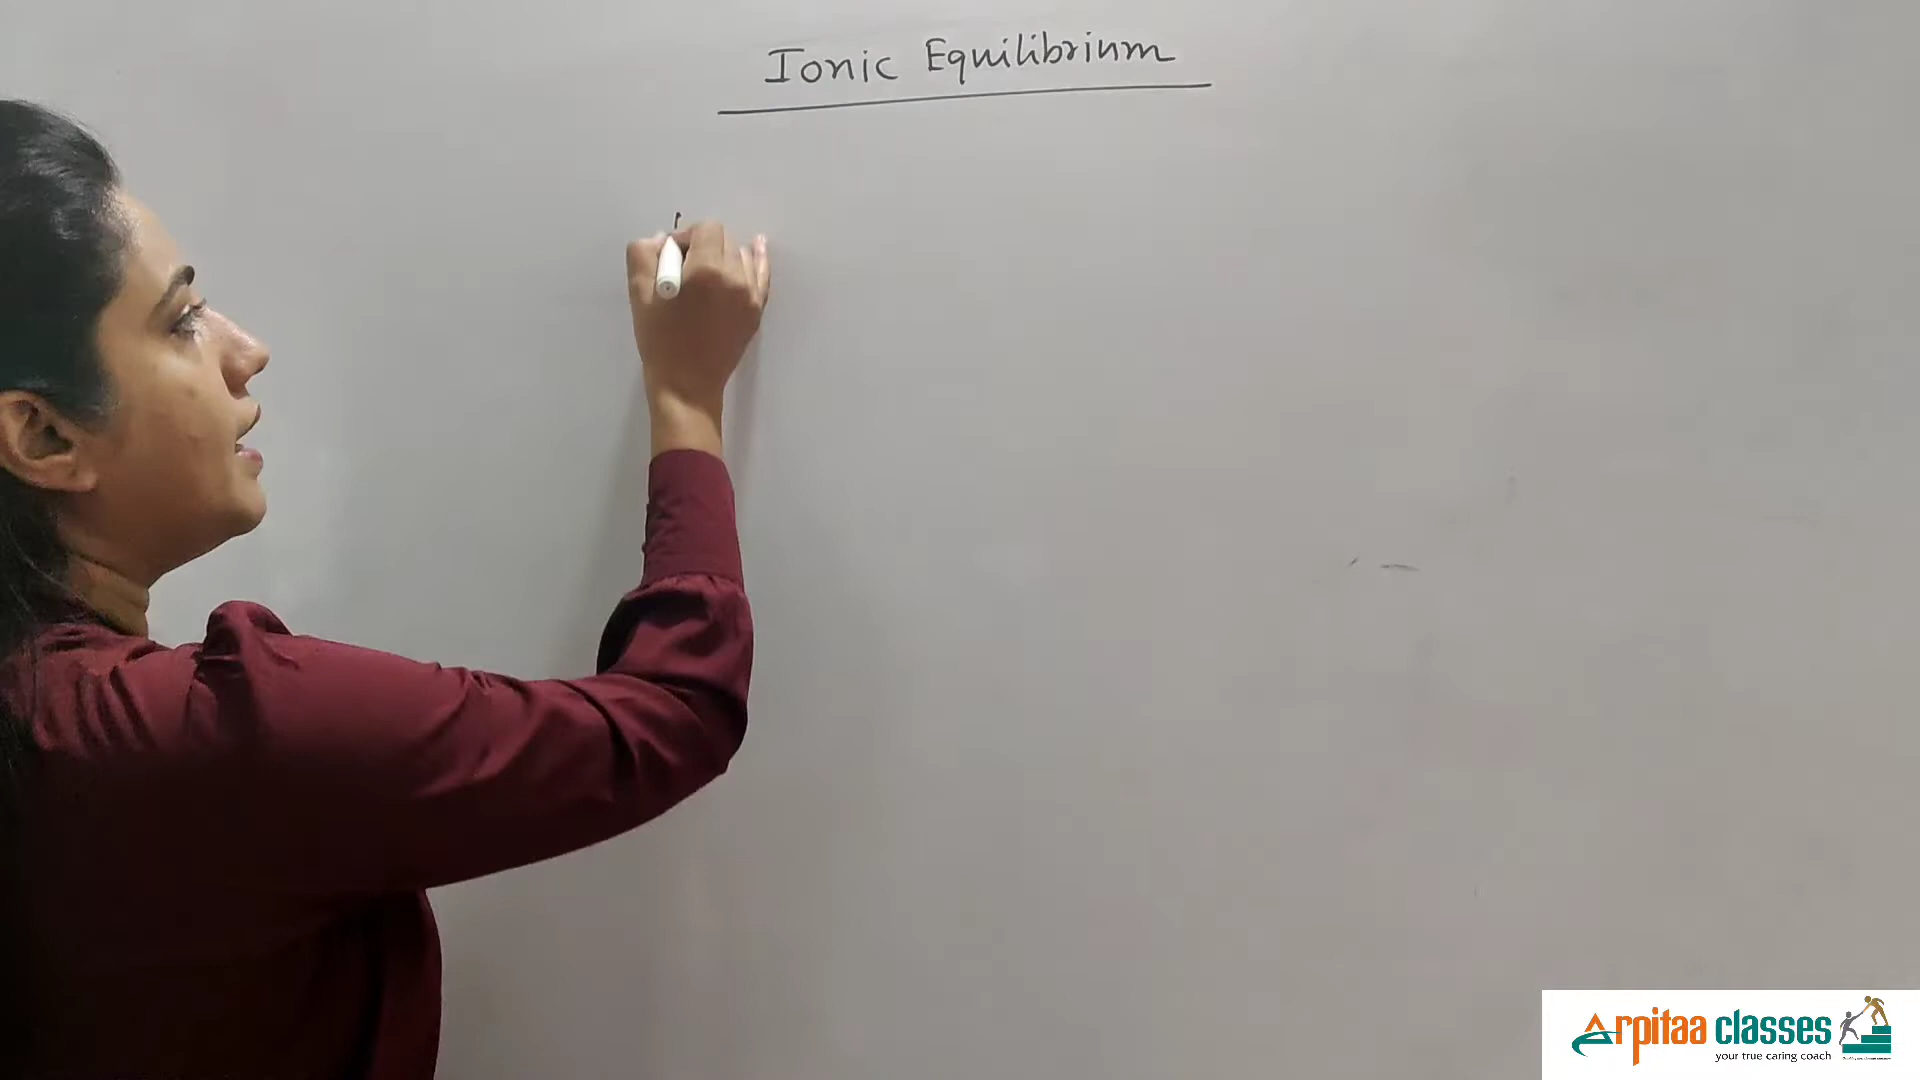 Ionic Equilibrium
Arpitaa classes
your true caring coach